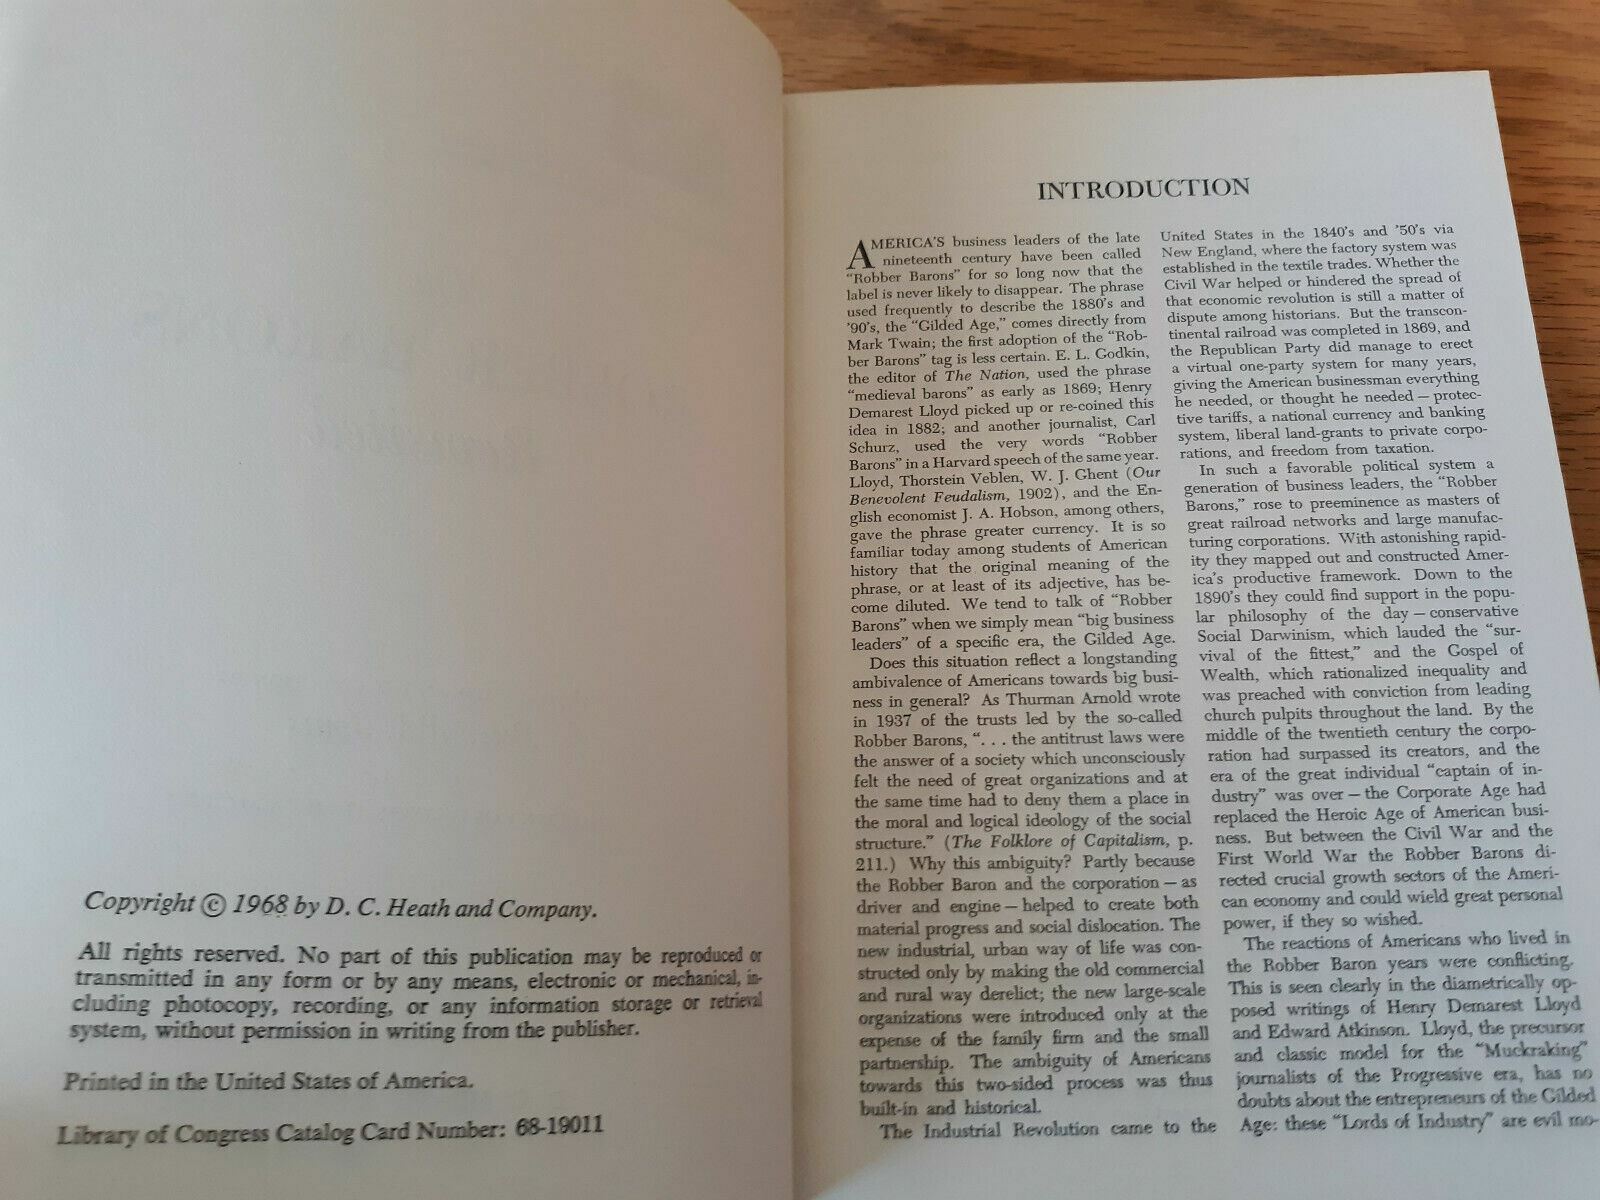 Copyright © 1968 by D. C. Heath and Company.
All rights reserved. No part of this publication may be reproduced or
transmitted in any form or by any means, electronic or mechanical, in-
cluding photocopy, recording, or any information storage or retrieval
system, without permission in writing from the publisher.
Printed in the United States of America.
Library of Congress Catalog Card Number: 68-19011
INTRODUCTION
AMERICA'S business leaders of the late
nineteenth century have been called
"Robber Barons" for so long now that the
label is never likely to disappear. The phrase
used frequently to describe the 1880's and
'90's, the "Gilded Age," comes directly from
Mark Twain; the first adoption of the "Rob-
ber Barons" tag is less certain. E. L. Godkin,
the editor of The Nation, used the phrase
"medieval barons" as early as 1869; Henry
Demarest Lloyd picked up or re-coined this
idea in 1882; and another journalist, Carl
Schurz, used the very words "Robber
Barons" in a Harvard speech of the same year.
Lloyd, Thorstein Veblen, W. J. Ghent (Our
Benevolent Feudalism, 1902), and the En-
glish economist J. A. Hobson, among others,
gave the phrase greater currency. It is so
familiar today among students of American
history that the original meaning of the
phrase, or at least of its adjective, has be-
come diluted. We tend to talk of "Robber
Barons" when we simply mean "big business
leaders" of a specific era, the Gilded Age.
Does this situation reflect a longstanding
ambivalence of Americans towards big busi-
ness in general? As Thurman Arnold wrote
in 1937 of the trusts led by the so-called
Robber Barons, ". . . the antitrust laws were
the answer of a society which unconsciously
felt the need of great organizations and at
the same time had to deny them a place in
the moral and logical ideology of the social
structure." (The Folklore of Capitalism, p.
211.) Why this ambiguity? Partly because
the Robber Baron and the corporation — as
driver and engine — helped to create both
material progress and social dislocation. The
new industrial, urban way of life was con-
structed only by making the old commercial
and rural way derelict; the new large-scale
organizations were introduced only at the
expense of the family firm and the small
partnership. The ambiguity of Americans
towards this two-sided process was thus
built-in and historical.
The Industrial Revolution came to the
United States in the 1840's and '50's via
New England, where the factory system was
established in the textile trades. Whether the
Civil War helped or hindered the spread of
that economic revolution is still a matter of
dispute among historians. But the transcon-
tinental railroad was completed in 1869, and
the Republican Party did manage to erect
a virtual one-party system for many years,
giving the American businessman everything
he needed, or thought he needed — protec-
tive tariffs, a national currency and banking
system, liberal land-grants to private corpo-
rations, and freedom from taxation.
In such a favorable political system a
generation of business leaders, the "Robber
Barons," rose to preeminence as masters of
great railroad networks and large manufac-
turing corporations. With astonishing rapid-
ity they mapped out and constructed Amer-
ica's productive framework. Down to the
1890's they could find support in the popu-
lar philosophy of the day — conservative
Social Darwinism, which lauded the "sur-
vival of the fittest," and the Gospel of
Wealth, which rationalized inequality and
was preached with conviction from leading
church pulpits throughout the land. By the
middle of the twentieth century the corpo-
ration had surpassed its creators, and the
era of the great individual "captain of in-
dustry" was over — the Corporate Age had
replaced the Heroic Age of American busi-
ness. But between the Civil War and the
First World War the Robber Barons di-
rected crucial growth sectors of the Ameri-
can economy and could wield great personal
power, if they so wished.
The reactions of Americans who lived in
the Robber Baron years were conflicting.
This is seen clearly in the diametrically op-
posed writings of Henry Demarest Lloyd
and Edward Atkinson. Lloyd, the precursor
and classic model for the "Muckraking"
journalists of the Progressive era, has no
doubts about the entrepreneurs of the Gilded
Age: these "Lords of Industry" are evil mo-